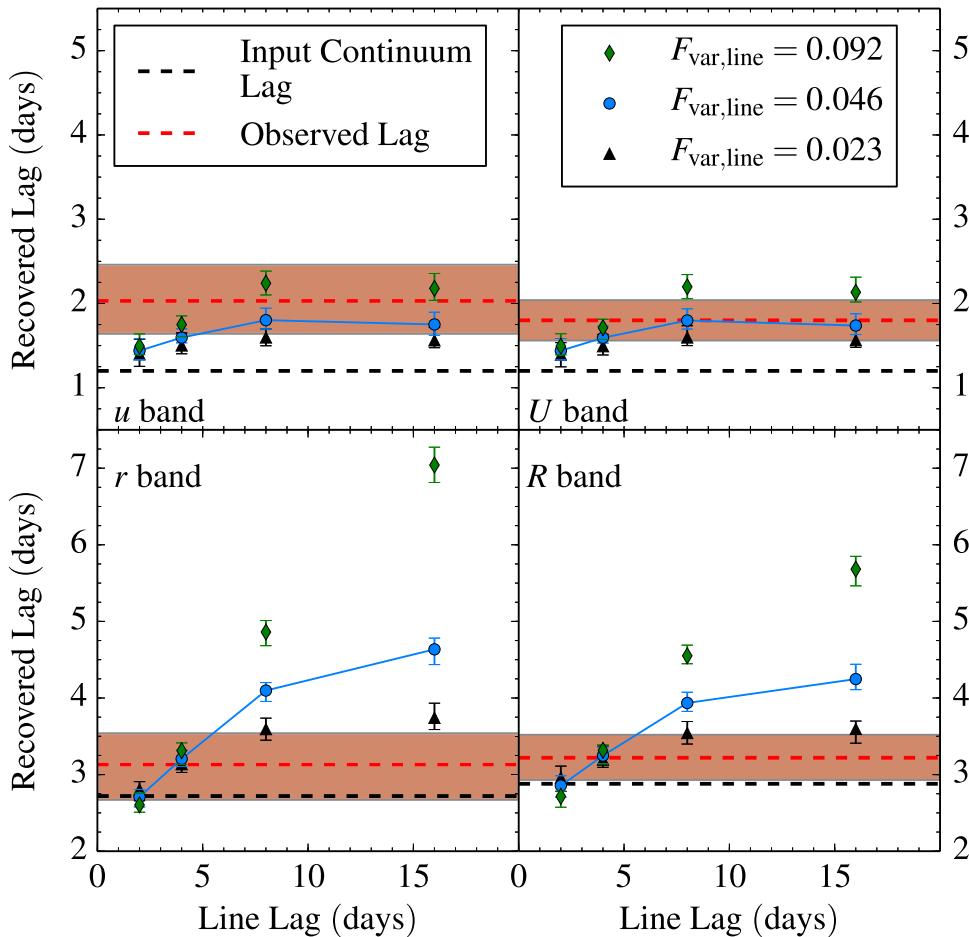 Input Continuum
Lag
Observed Lag
F_var,line = 0.092
F_var,line = 0.046
F_var,line = 0.023
Recovered Lag (days)
5
4
3
2
1
5
4
3
2
1
u band
U band
Recovered Lag (days)
7
6
5
4
3
2
7
6
5
4
3
2
r band
R band
0
5
10
15
0
5
10
15
Line Lag (days)
Line Lag (days)